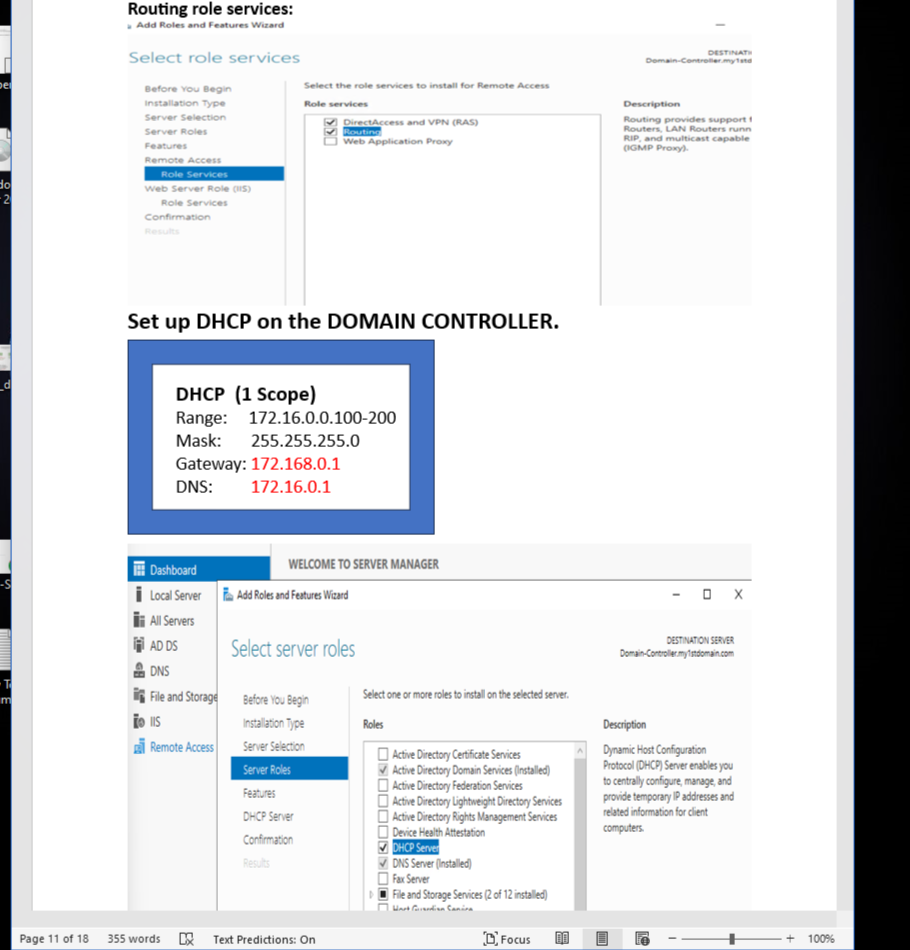 Routing role services:
Add Roles and Features Wizard
Select role services
DESTINATI
Domain-Controller.my1std
Before You Begin
Installation Type
Server Selection
Server Roles
Features
Remote Access
Role Services
Web Server Role (IIS)
Role Services
Confirmation
Results
Select the role services to install for Remote Access
Role services
DirectAccess and VPN (RAS)
Routing
Web Application Proxy
Description
Routing provides support f
Routers, LAN Routers runn
RIP, and multicast capable
(IGMP Proxy).
Set up DHCP on the DOMAIN CONTROLLER.
DHCP (1 Scope)
Range: 172.16.0.0.100-200
Mask: 255.255.255.0
Gateway: 172.168.0.1
DNS: 172.16.0.1
Dashboard
Local Server
All Servers
AD DS
DNS
File and Storage
IIS
Remote Access
WELCOME TO SERVER MANAGER
Add Roles and Features Wizard
Select server roles
DESTINATION SERVER
Domain-Controller.my1stdomain.com
Before You Begin
Installation Type
Server Selection
Server Roles
Features
DHCP Server
Confirmation
Results
Select one or more roles to install on the selected server.
Roles
Active Directory Certificate Services
Active Directory Domain Services (Installed)
Active Directory Federation Services
Active Directory Lightweight Directory Services
Active Directory Rights Management Services
Device Health Attestation
DHCP Server
DNS Server (Installed)
Fax Server
File and Storage Services (2 of 12 installed)
Host Guardian Service
Description
Dynamic Host Configuration
Protocol (DHCP) Server enables you
to centrally configure, manage, and
provide temporary IP addresses and
related information for client
computers.
Page 11 of 18
355 words
Text Predictions: On
Focus
100%